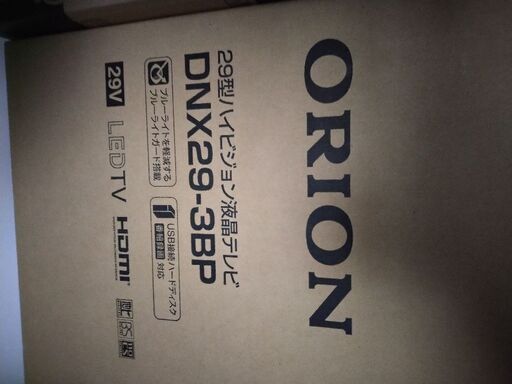 ORION
29型ハイビジョン液晶テレビ
DNX29-3BP
ブルーライトを軽減する
ブルーライトガード搭載
USB接続ハードディスク
番組録画 対応
29V LED TV HDMI
BS